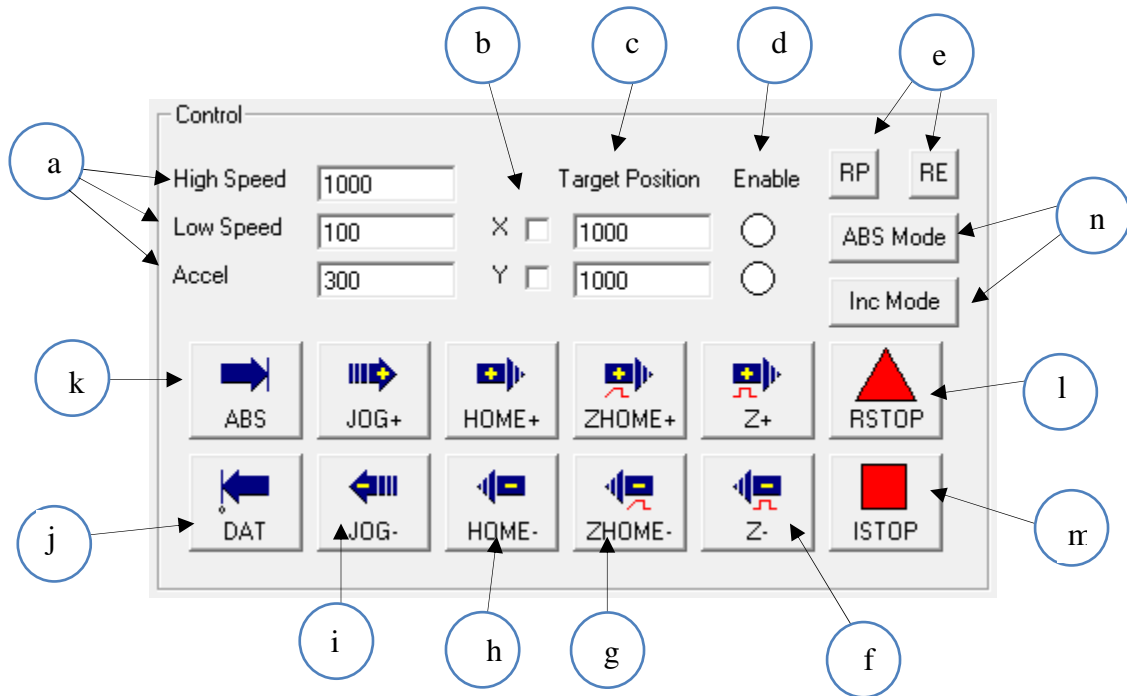 b c d e
Control
a
High Speed 1000 Target Position Enable RP RE
Low Speed 100 X 1000 ABS Mode n
Accel 300 Y 1000 Inc Mode
k ABS JOG+ HOME+ ZHOME+ Z+ RSTOP l
j DAT JOG- HOME- ZHOME- Z- ISTOP m
i h g f